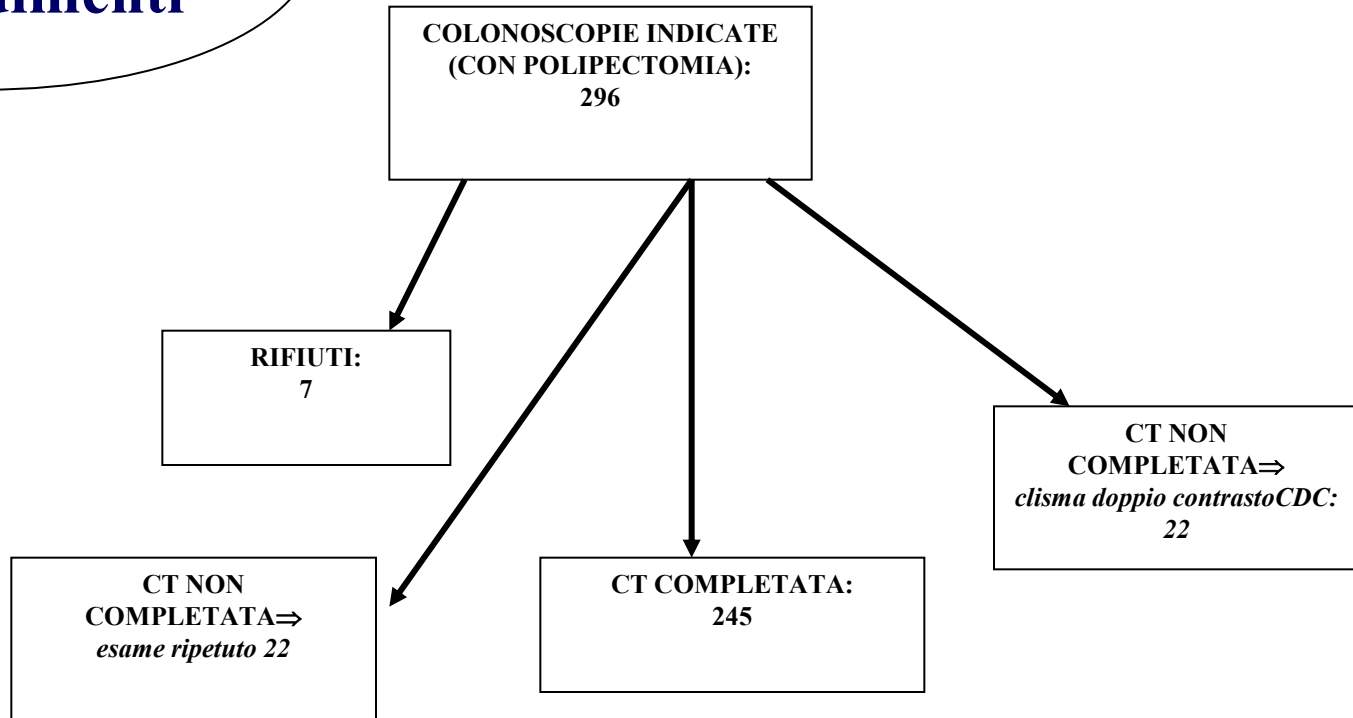 COLONOSCOPIE INDICATE
(CON POLIPECTOMIA):
296
RIFIUTI:
7
CT NON
COMPLETATA⇒
clisma doppio contrastoCDC:
22
CT NON
COMPLETATA⇒
esame ripetuto 22
CT COMPLETATA:
245